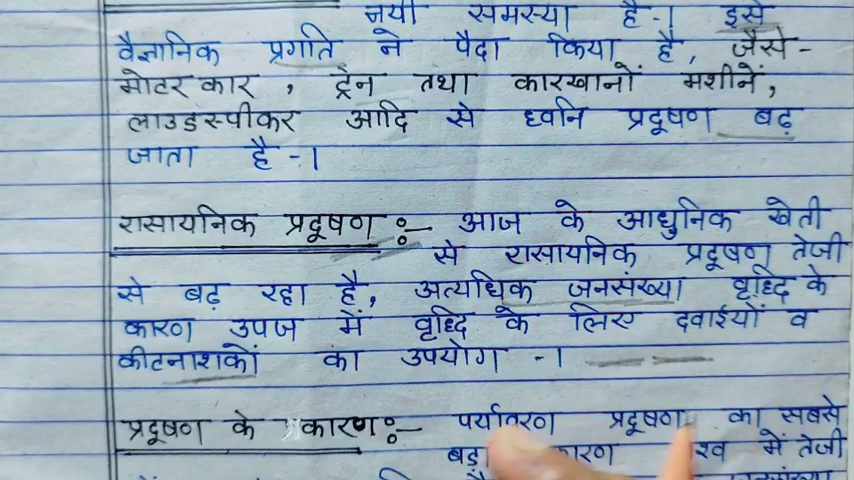 नयी समस्या है-। इसे
वैज्ञानिक प्रगति ने पैदा किया है, जैसे-
मोटर कार , ट्रेन तथा कारखानों मशीनें,
लाउडस्पीकर आदि से ध्वनि प्रदूषण बढ़
जाता है -।
रासायनिक प्रदूषण :- आज के आधुनिक खेती
से रासायनिक प्रदूषण तेजी
से बढ़ रहा है, अत्यधिक जनसंख्या वृध्दि के
कारण उपज में वृध्दि के लिए दवाईयों व
कीटनाशकों का उपयोग -।
प्रदूषण के कारण:- पर्यावरण प्रदूषण का सबसे
में तेजी